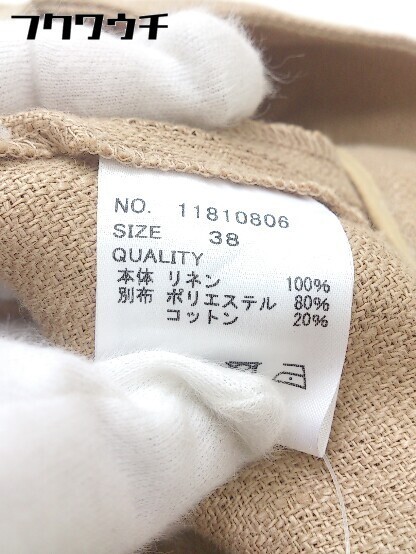 フクワウチ
NO. 11810806
SIZE 38
QUALITY
本体 リネン 100%
別布 ポリエステル 80%
コットン 20%